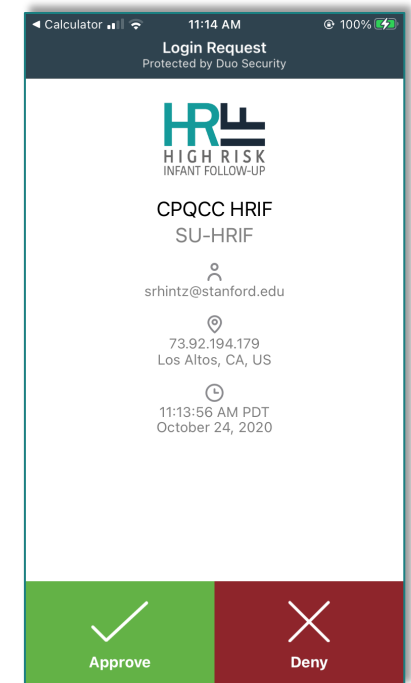 ◄ Calculator 11:14 AM 100%
Login Request
Protected by Duo Security
HRIF
HIGH RISK
INFANT FOLLOW-UP
CPQCC HRIF
SU-HRIF
srhintz@stanford.edu
73.92.194.179
Los Altos, CA, US
11:13:56 AM PDT
October 24, 2020
Approve Deny